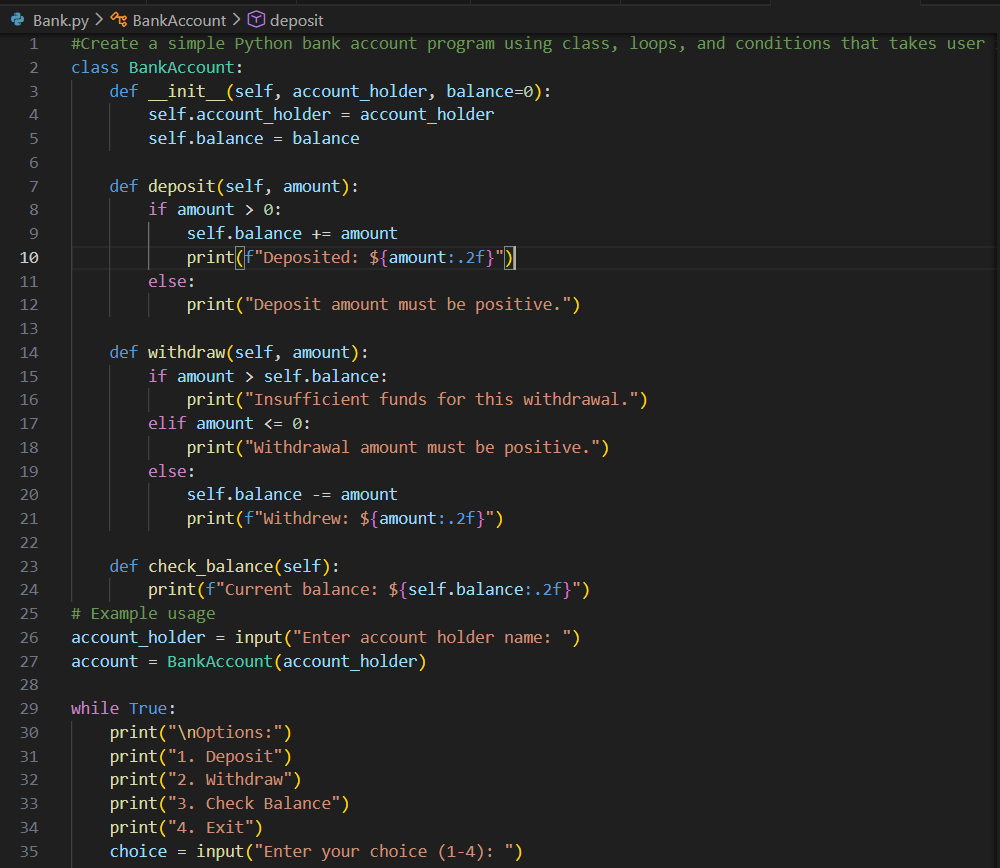 Bank.py > BankAccount > deposit
1 #Create a simple Python bank account program using class, loops, and conditions that takes user
2 class BankAccount:
3     def __init__(self, account_holder, balance=0):
4         self.account_holder = account_holder
5         self.balance = balance
6
7     def deposit(self, amount):
8         if amount > 0:
9             self.balance += amount
10             print(f"Deposited: ${amount:.2f}")
11         else:
12             print("Deposit amount must be positive.")
13
14     def withdraw(self, amount):
15         if amount > self.balance:
16             print("Insufficient funds for this withdrawal.")
17         elif amount <= 0:
18             print("Withdrawal amount must be positive.")
19         else:
20             self.balance -= amount
21             print(f"Withdrew: ${amount:.2f}")
22
23     def check_balance(self):
24         print(f"Current balance: ${self.balance:.2f}")
25 # Example usage
26 account_holder = input("Enter account holder name: ")
27 account = BankAccount(account_holder)
28
29 while True:
30     print("\nOptions:")
31     print("1. Deposit")
32     print("2. Withdraw")
33     print("3. Check Balance")
34     print("4. Exit")
35     choice = input("Enter your choice (1-4): ")